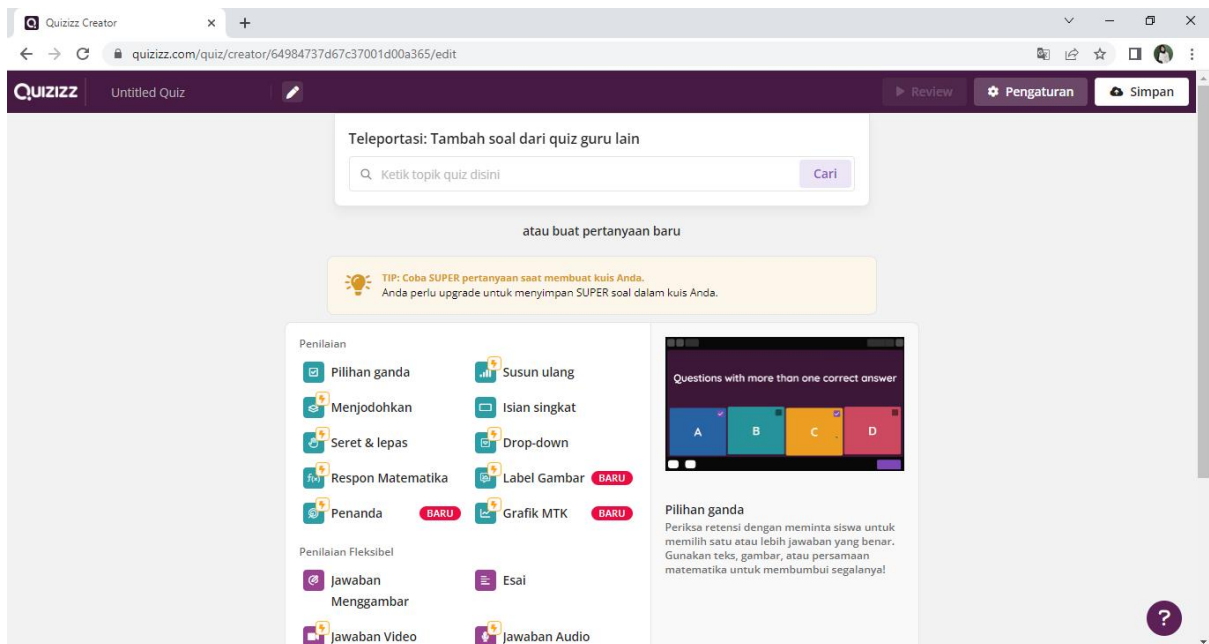 Quizizz Creator
quizizz.com/quiz/creator/64984737d67c37001d00a365/edit
QUIZIZZ
Untitled Quiz
Review
Pengaturan
Simpan
Teleportasi: Tambah soal dari quiz guru lain
Ketik topik quiz disini
Cari
atau buat pertanyaan baru
TIP: Coba SUPER pertanyaan saat membuat kuis Anda.
Anda perlu upgrade untuk menyimpan SUPER soal dalam kuis Anda.
Penilaian
Pilihan ganda
Susun ulang
Menjodohkan
Isian singkat
Seret & lepas
Drop-down
f(x) Respon Matematika
Label Gambar BARU
Penanda BARU
Grafik MTK BARU
Penilaian Fleksibel
Jawaban
Menggambar
Esai
Jawaban Video
Jawaban Audio
Questions with more than one correct answer
A B C D
Pilihan ganda
Periksa retensi dengan meminta siswa untuk
memilih satu atau lebih jawaban yang benar.
Gunakan teks, gambar, atau persamaan
matematika untuk membumbui segalanya!
?